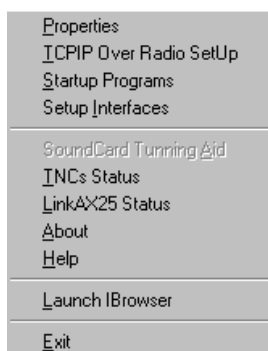 Properties
TCPIP Over Radio SetUp
Startup Programs
Setup Interfaces
SoundCard Tunning Aid
TNCs Status
LinkAX25 Status
About
Help
Launch IBrowser
Exit